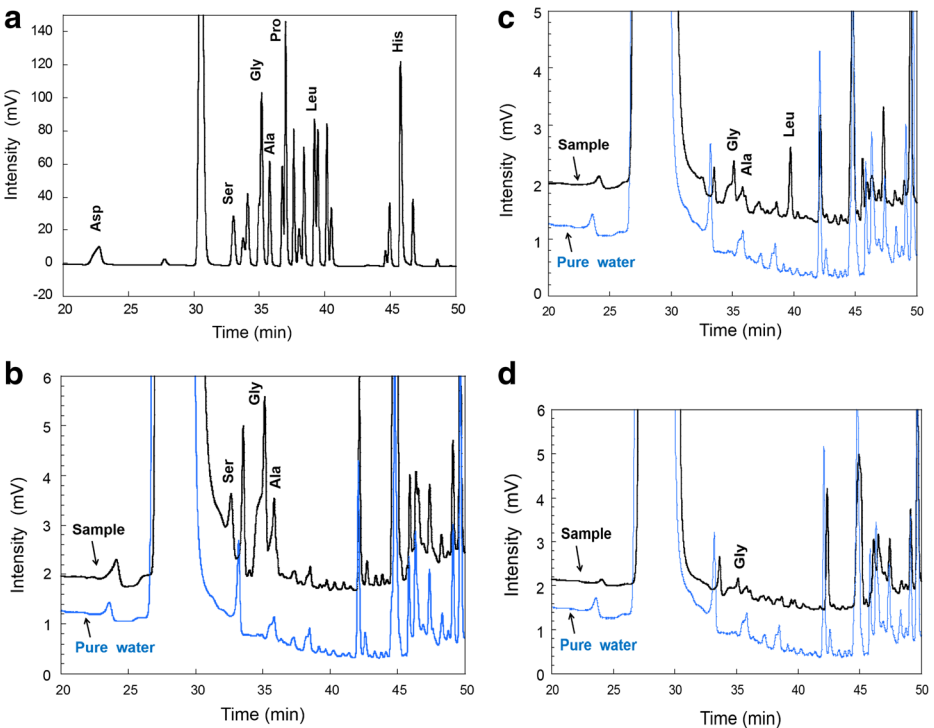 a
Intensity (mV)
140
120
100
80
60
40
20
0
-20
Asp
Ser
Gly
Ala
Pro
Leu
His
20 25 30 35 40 45 50
Time (min)
c
Intensity (mV)
5
4
3
2
1
0
Sample
Pure water
Gly
Ala
Leu
20 25 30 35 40 45 50
Time (min)
b
Intensity (mV)
6
5
4
3
2
1
0
Sample
Pure water
Ser
Gly
Ala
20 25 30 35 40 45 50
Time (min)
d
Intensity (mV)
6
5
4
3
2
1
0
Sample
Pure water
Gly
20 25 30 35 40 45 50
Time (min)